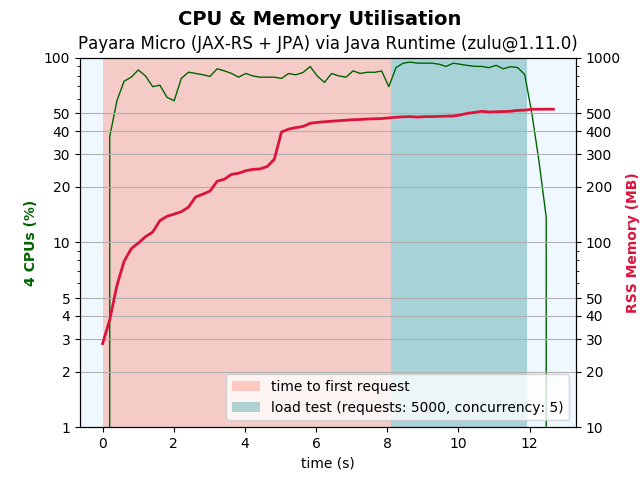 CPU & Memory Utilisation
Payara Micro (JAX-RS + JPA) via Java Runtime (zulu@1.11.0)
100
50
40
30
20
10
5
4
3
2
1
4 CPUs (%)
1000
500
400
300
200
100
50
40
30
20
10
RSS Memory (MB)
time to first request
load test (requests: 5000, concurrency: 5)
0 2 4 6 8 10 12
time (s)